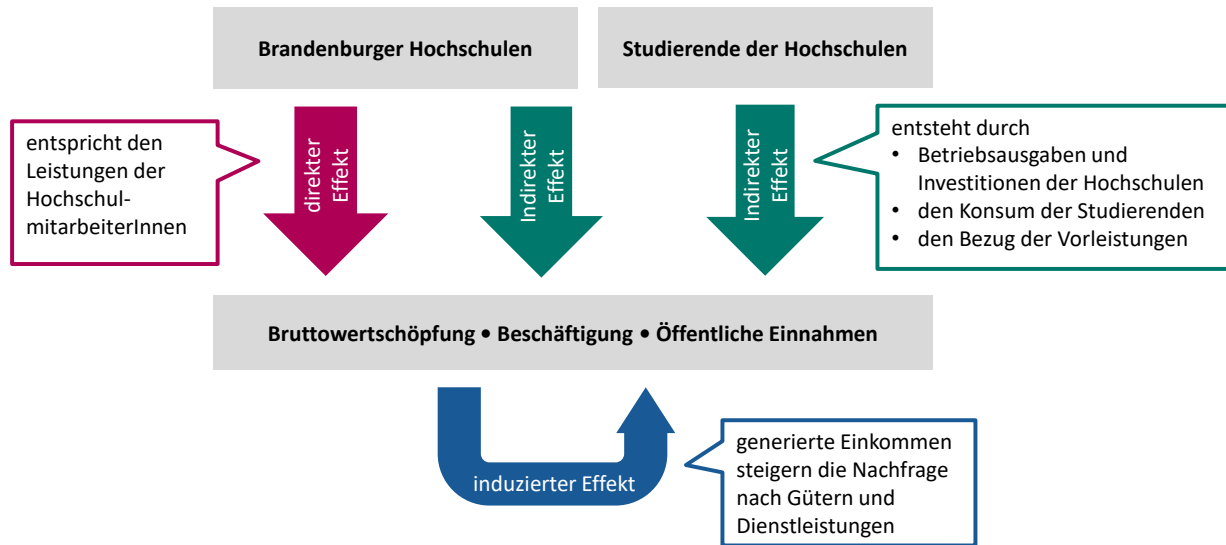 Brandenburger Hochschulen
Studierende der Hochschulen
entspricht den
Leistungen der
Hochschul-
mitarbeiterInnen
direkter
Effekt
Indirekter
Effekt
Indirekter
Effekt
entsteht durch
• Betriebsausgaben und
Investitionen der Hochschulen
• den Konsum der Studierenden
• den Bezug der Vorleistungen
Bruttowertschöpfung • Beschäftigung • Öffentliche Einnahmen
induzierter Effekt
generierte Einkommen
steigern die Nachfrage
nach Gütern und
Dienstleistungen